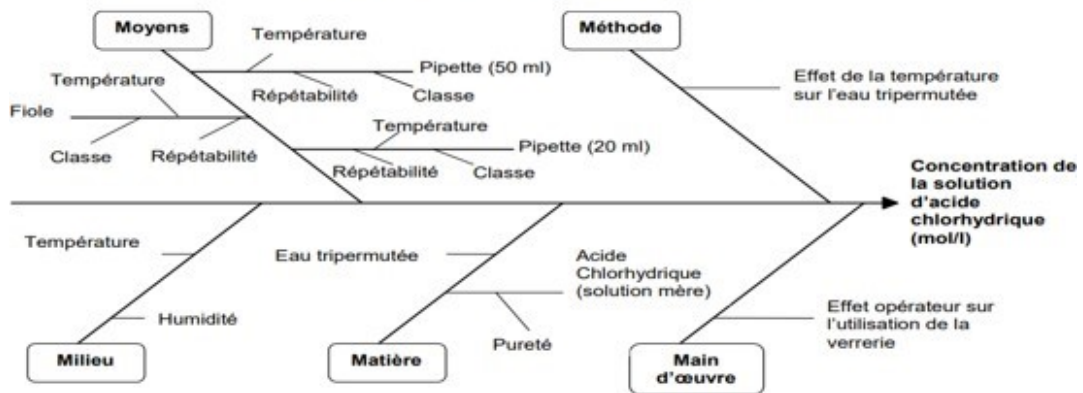 Moyens
Température
Méthode
Pipette (50 ml)
Température
Répétabilité
Classe
Effet de la température
sur l'eau tripermutée
Fiole
Température
Classe
Répétabilité
Pipette (20 ml)
Répétabilité
Classe
Concentration de
la solution
d'acide
chlorhydrique
(mol/l)
Température
Eau tripermutée
Acide
Chlorhydrique
(solution mère)
Humidité
Pureté
Effet opérateur sur
l'utilisation de la
verrerie
Milieu
Matière
Main
d'œuvre